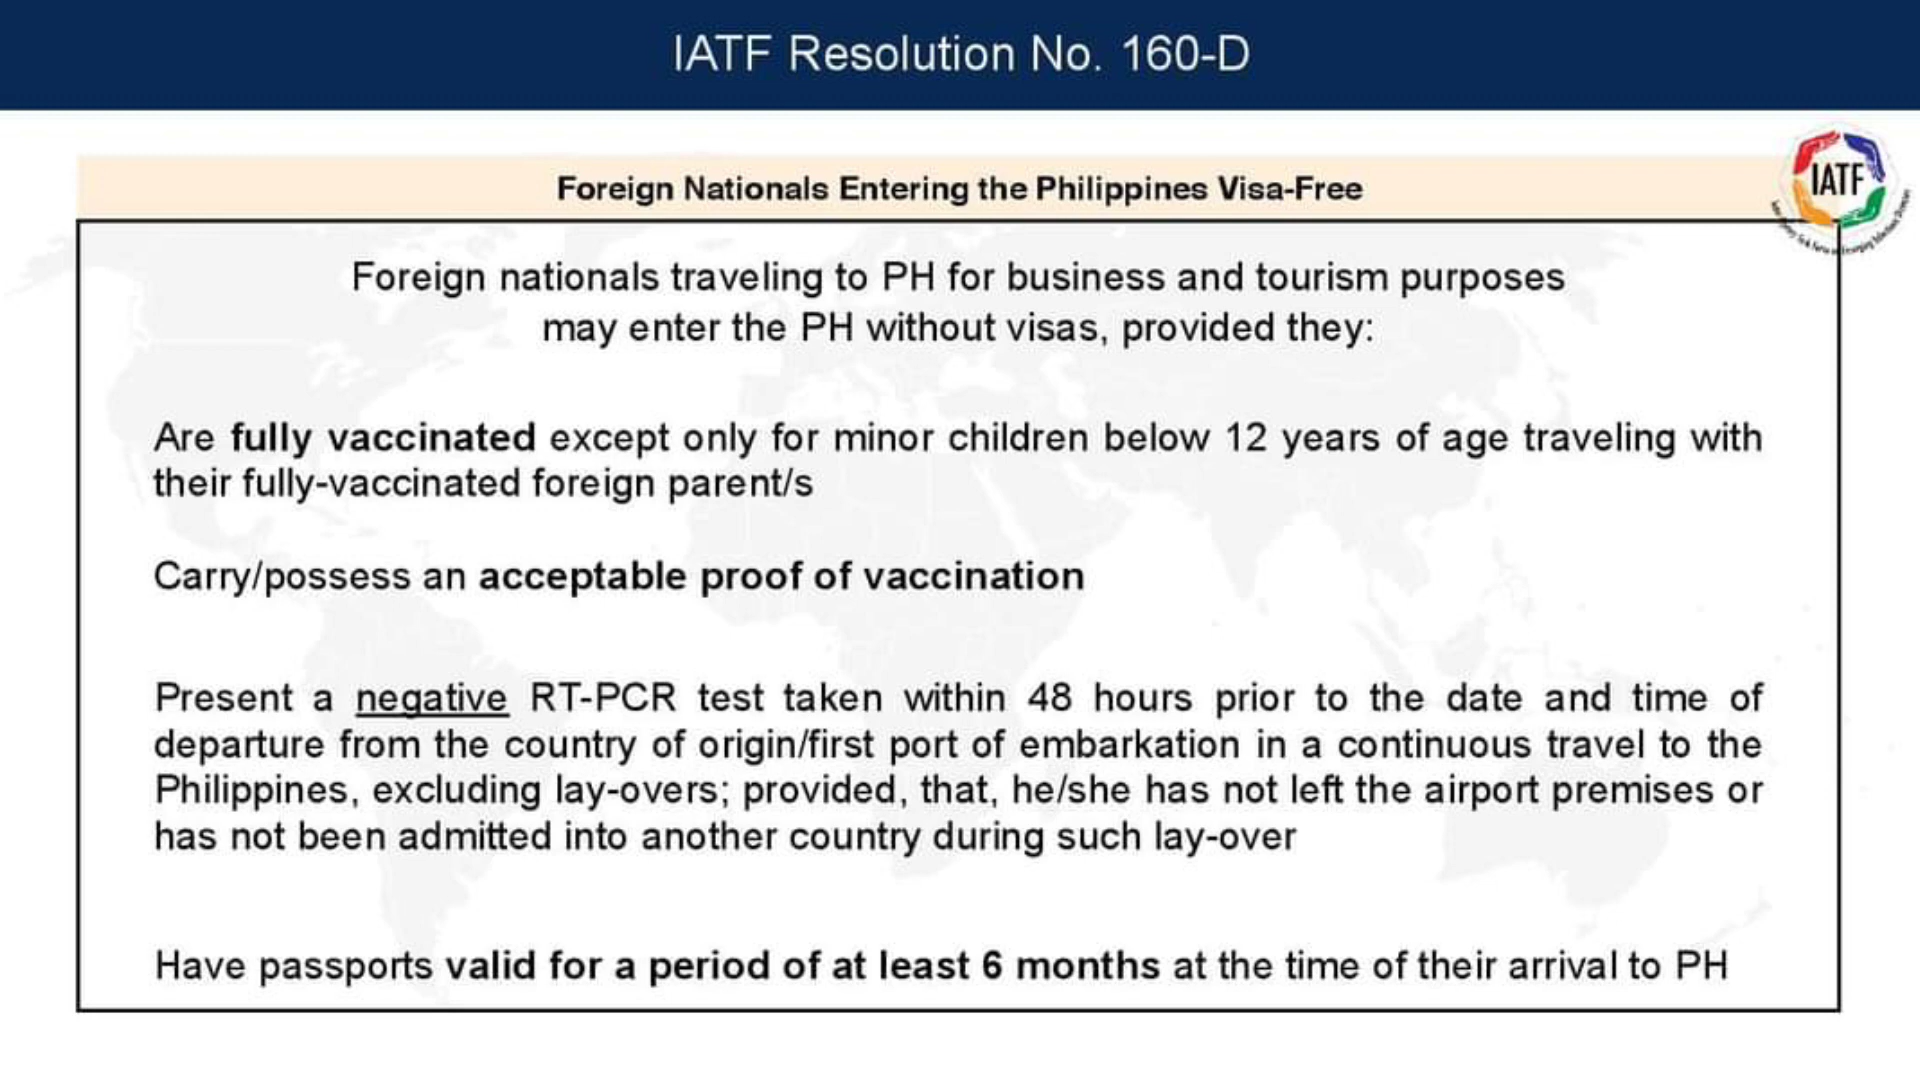 IATF Resolution No. 160-D
IATF
Foreign Nationals Entering the Philippines Visa-Free
Foreign nationals traveling to PH for business and tourism purposes
may enter the PH without visas, provided they:
Are fully vaccinated except only for minor children below 12 years of age traveling with
their fully-vaccinated foreign parent/s
Carry/possess an acceptable proof of vaccination
Present a negative RT-PCR test taken within 48 hours prior to the date and time of
departure from the country of origin/first port of embarkation in a continuous travel to the
Philippines, excluding lay-overs; provided, that, he/she has not left the airport premises or
has not been admitted into another country during such lay-over
Have passports valid for a period of at least 6 months at the time of their arrival to PH